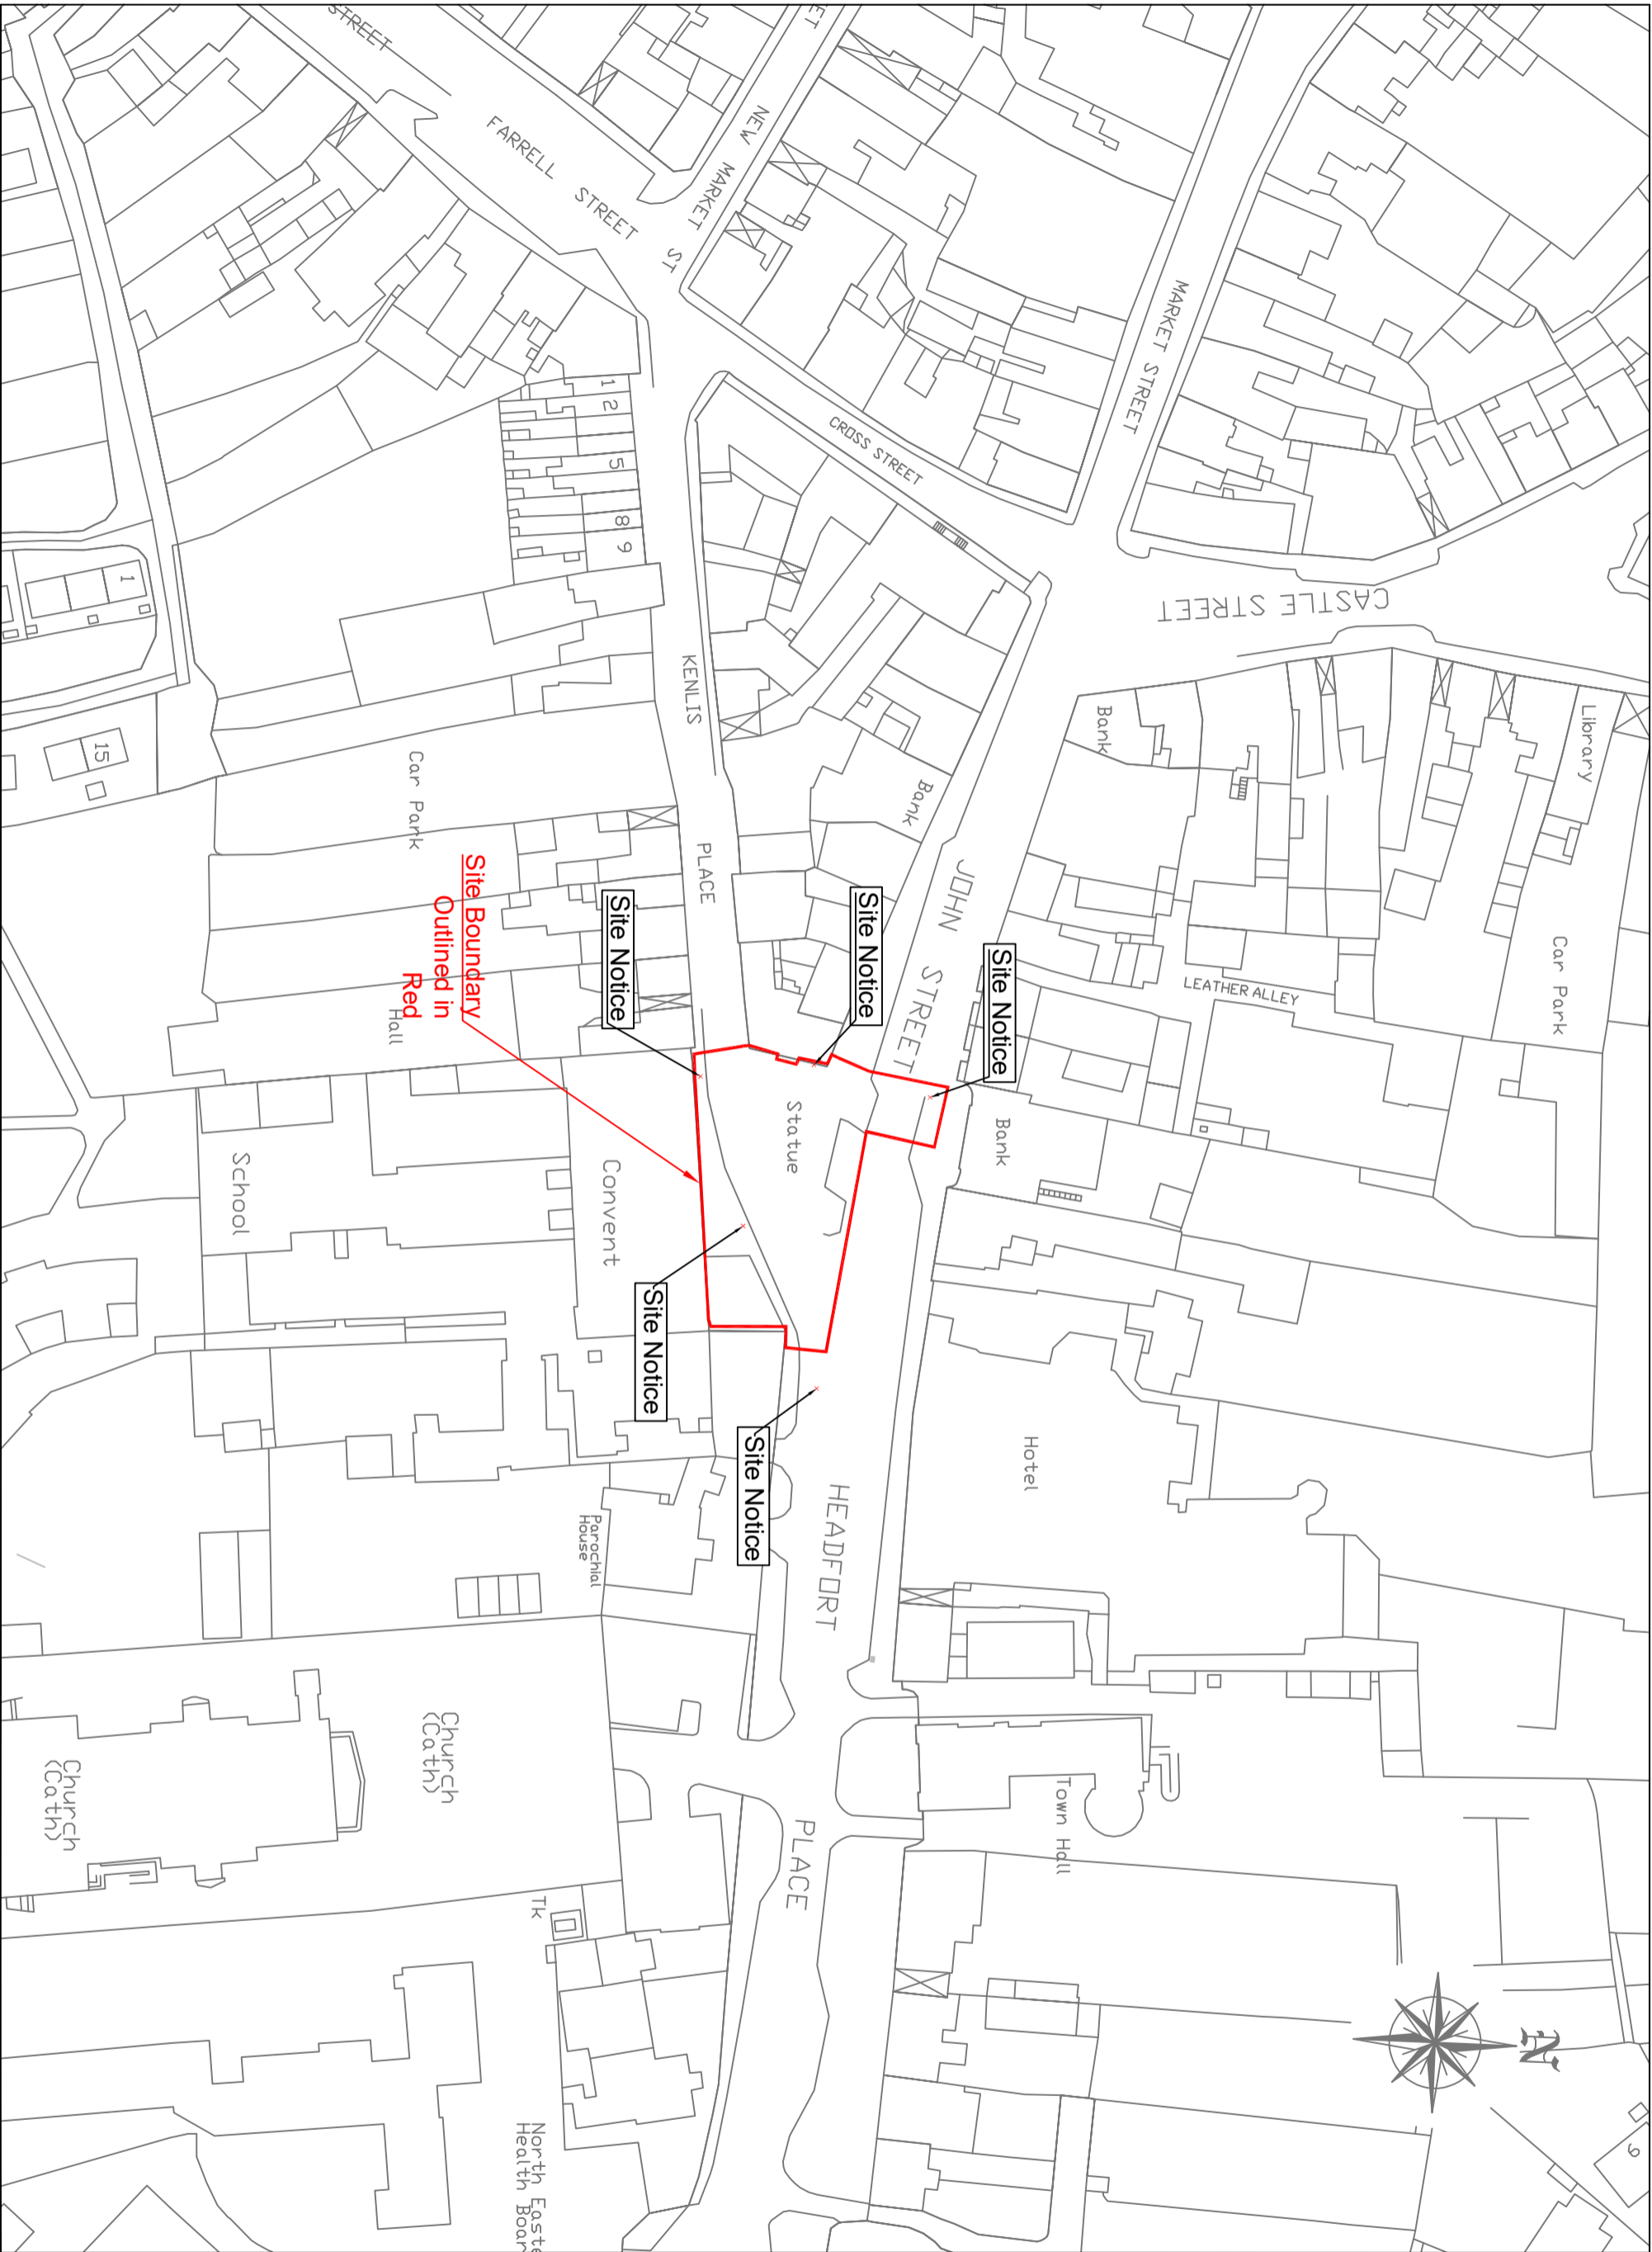 STREET
FARRELL STREET
NEW MARKET ST
ET
MARKET STREET
CROSS STREET
CASTLE STREET
1
2
5
8
9
1
15
KENLIS PLACE
Car Park
Bank
Bank
Library
Car Park
LEATHER ALLEY
JOHN STREET
Site Notice
Site Notice
Site Notice
Site Boundary
Outlined in
Red
Hall
Statue
Bank
School
Convent
Site Notice
Site Notice
Hotel
Parochial
House
HEADFORT PLACE
Church
(Cath)
Church
(Cath)
Town Hall
Tk
North Easte
Health Boar
N
9